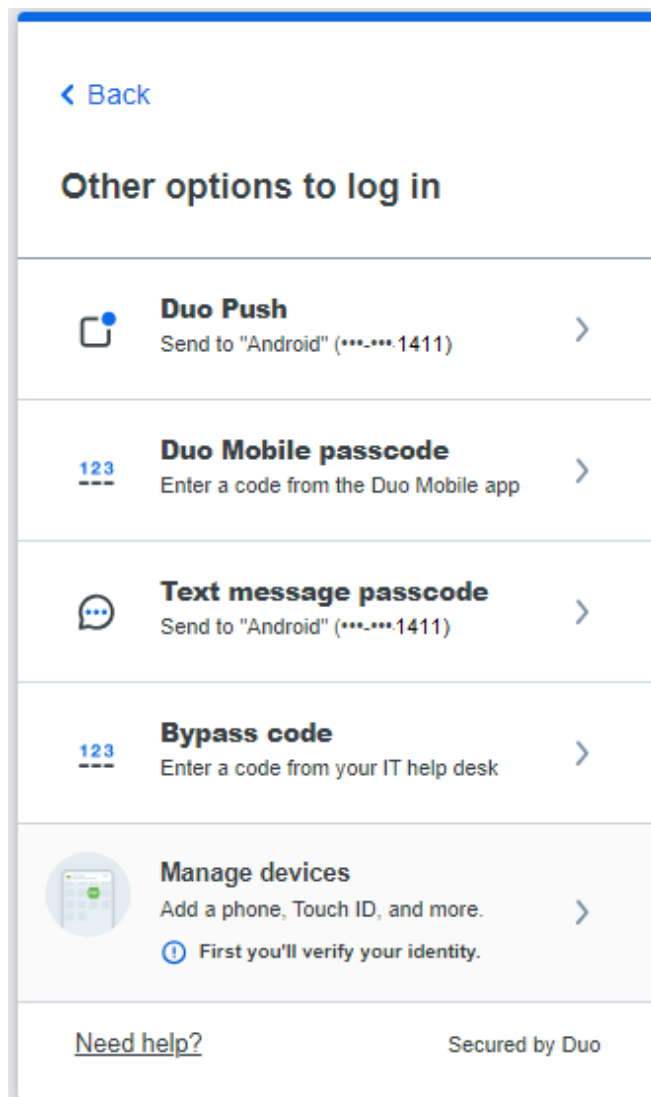 Back
Other options to log in
Duo Push
Send to "Android" (•••-•••-1411)
123
Duo Mobile passcode
Enter a code from the Duo Mobile app
Text message passcode
Send to "Android" (•••-•••-1411)
123
Bypass code
Enter a code from your IT help desk
Manage devices
Add a phone, Touch ID, and more.
First you'll verify your identity.
Need help?
Secured by Duo